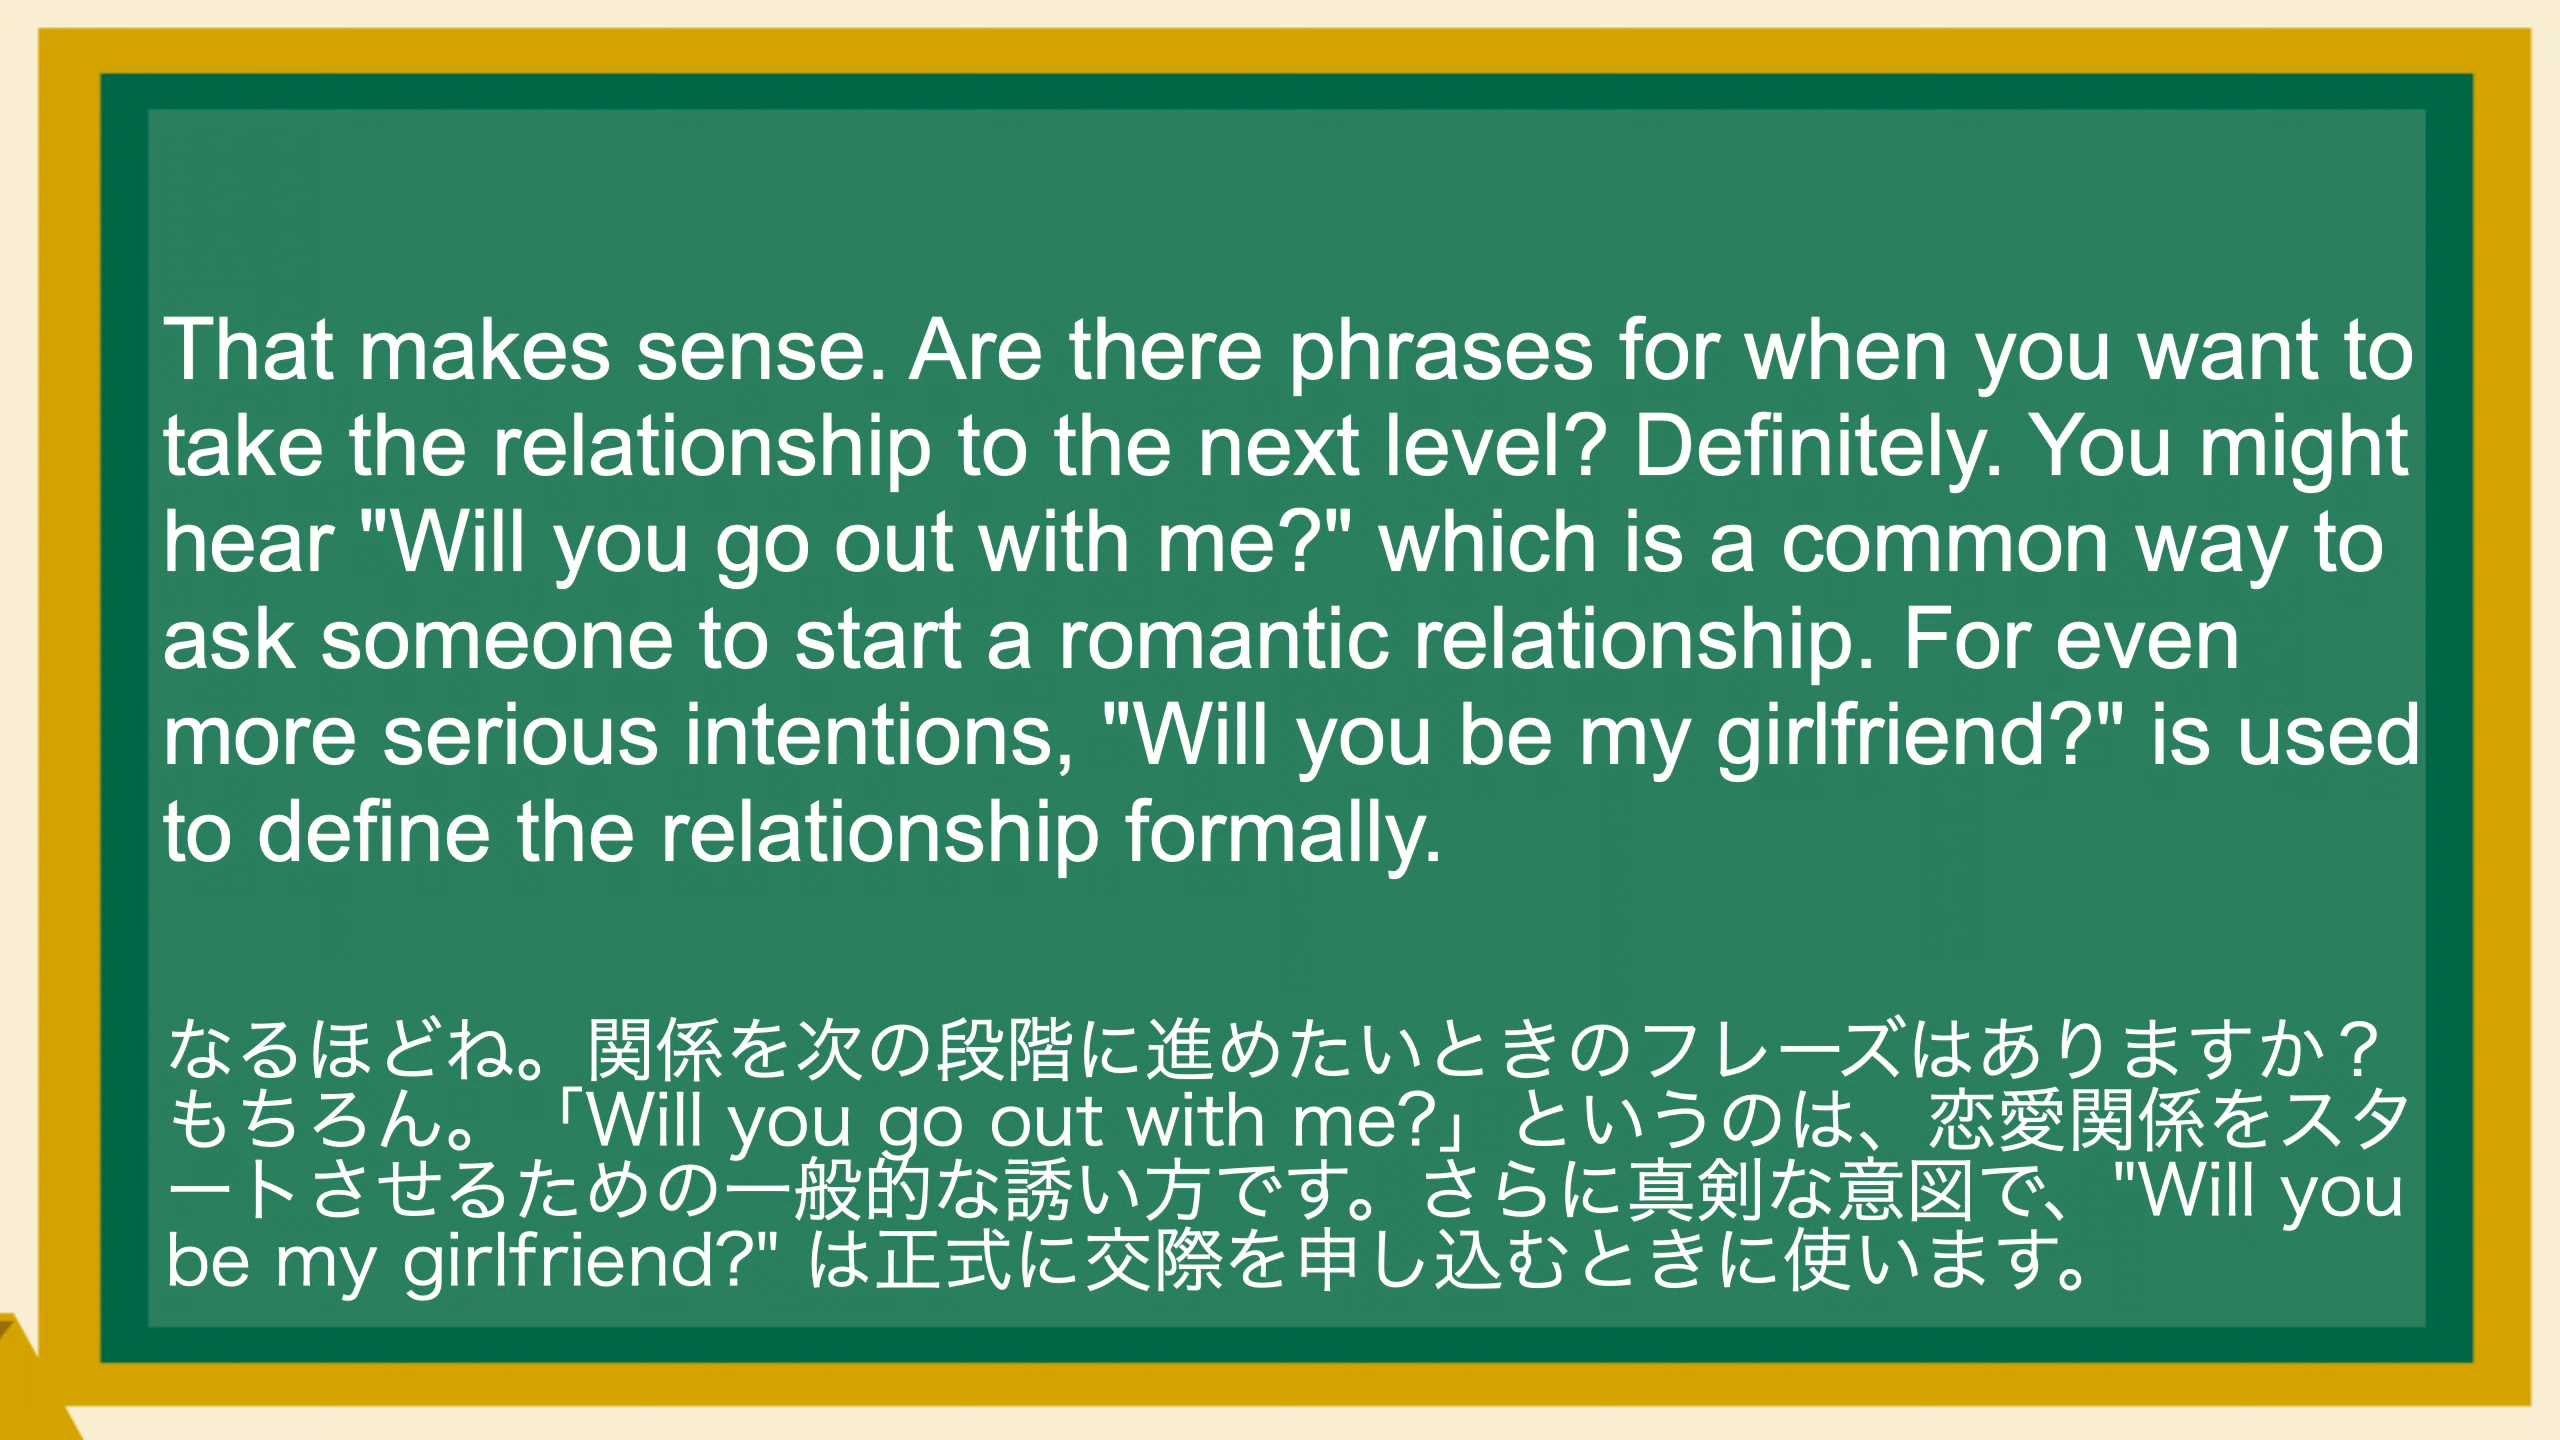 That makes sense. Are there phrases for when you want to
take the relationship to the next level? Definitely. You might
hear "Will you go out with me?" which is a common way to
ask someone to start a romantic relationship. For even
more serious intentions, "Will you be my girlfriend?" is used
to define the relationship formally.
なるほどね。関係を次の段階に進めたいときのフレーズはありますか？
もちろん。「Will you go out with me?」というのは、恋愛関係をスタ
ートさせるための一般的な誘い方です。さらに真剣な意図で、"Will you
be my girlfriend?" は正式に交際を申し込むときに使います。